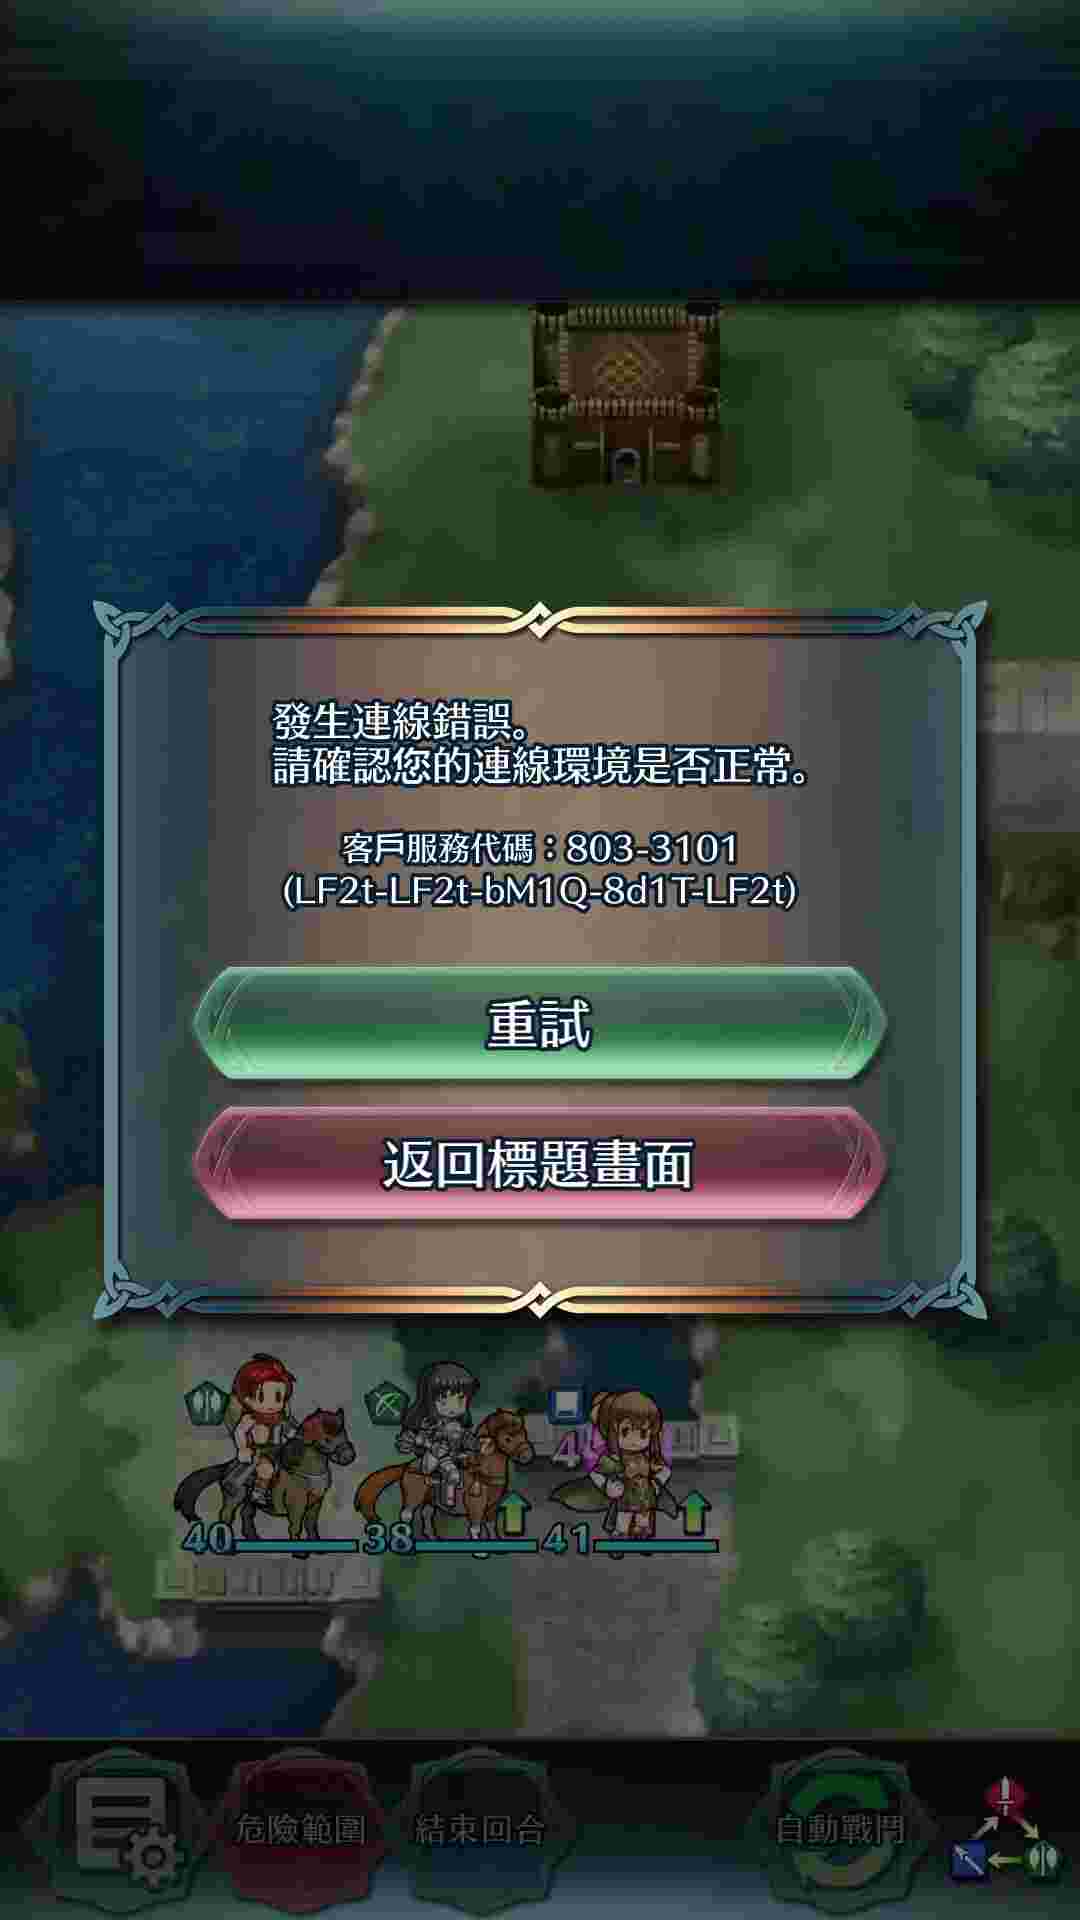 發生連線錯誤。
請確認您的連線環境是否正常。
客戶服務代碼：803-3101
(LF2t-LF2t-bM1Q-8d1T-LF2t)
重試
返回標題畫面
4
40
38
41
危險範圍
結束回合
自動戰鬥